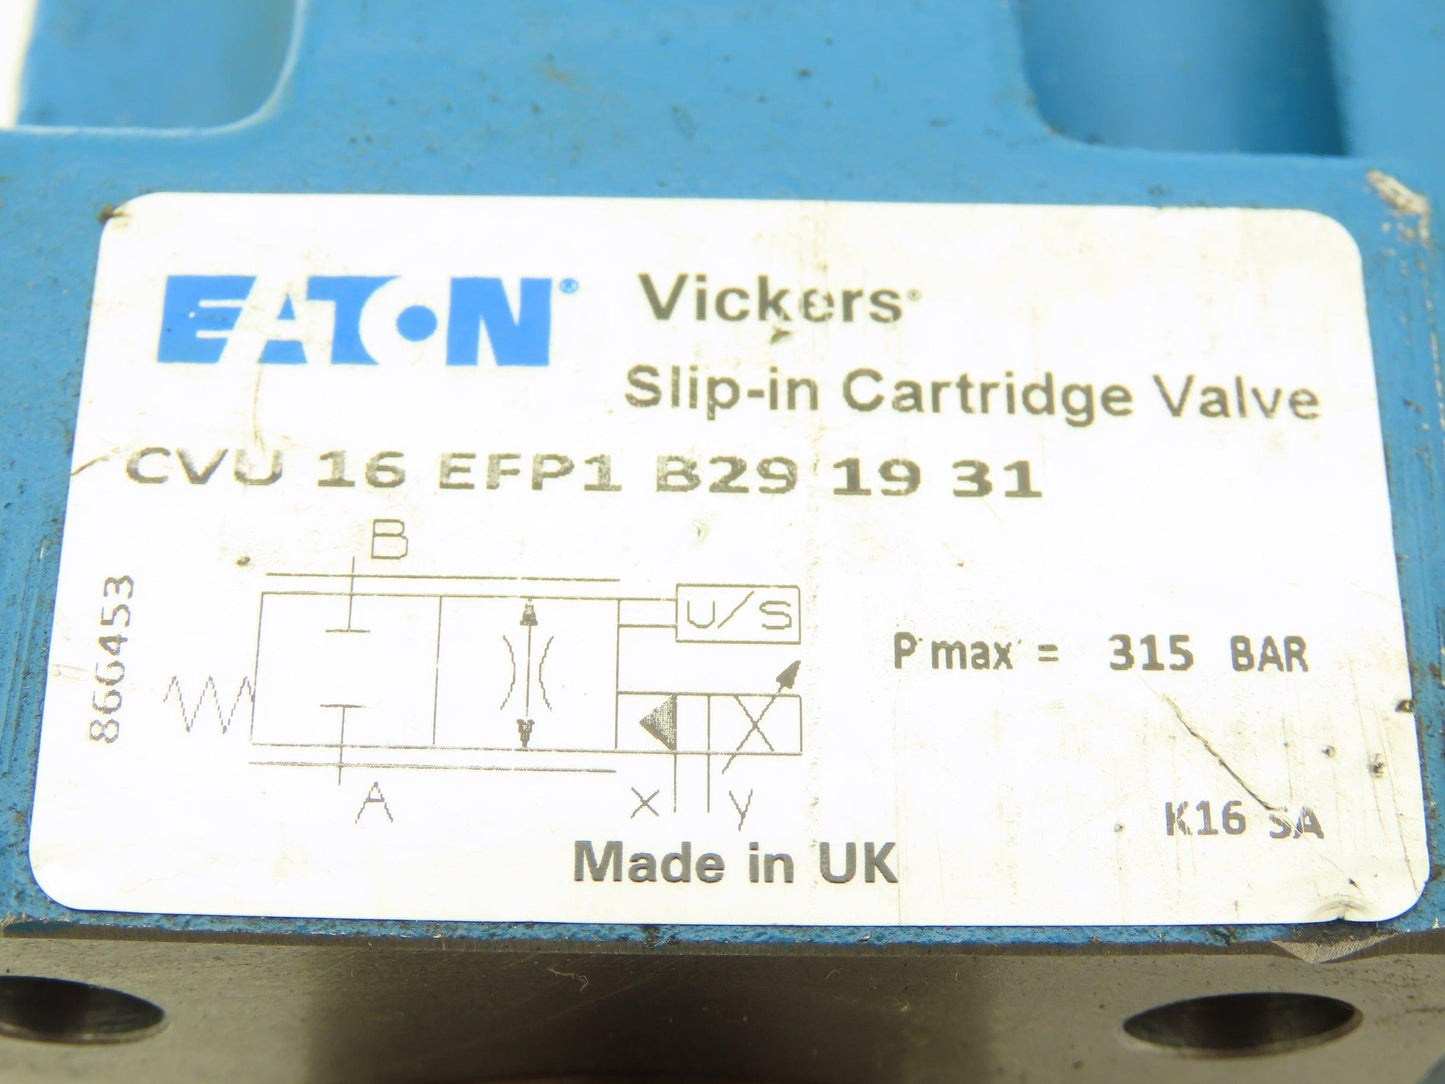 EATON®
Vickers®
Slip-in Cartridge Valve
CVU 16 EFP1 B29 19 31
B
U/S
866453
P max = 315 BAR
A
X
Y
K16 SA
Made in UK